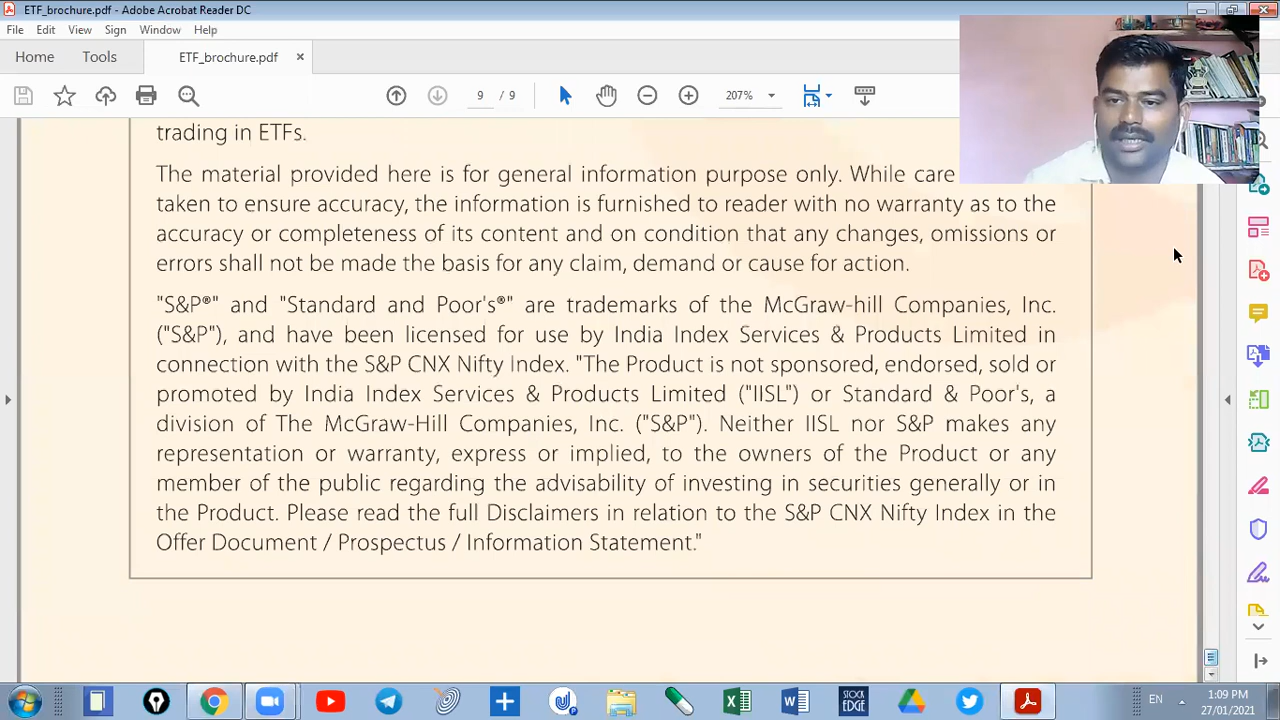 ETF_brochure.pdf - Adobe Acrobat Reader DC
File Edit View Sign Window Help
Home Tools ETF_brochure.pdf ×
9 / 9 207%
trading in ETFs.
The material provided here is for general information purpose only. While care
taken to ensure accuracy, the information is furnished to reader with no warranty as to the
accuracy or completeness of its content and on condition that any changes, omissions or
errors shall not be made the basis for any claim, demand or cause for action.
"S&P®" and "Standard and Poor's®" are trademarks of the McGraw-hill Companies, Inc.
("S&P"), and have been licensed for use by India Index Services & Products Limited in
connection with the S&P CNX Nifty Index. "The Product is not sponsored, endorsed, sold or
promoted by India Index Services & Products Limited ("IISL") or Standard & Poor's, a
division of The McGraw-Hill Companies, Inc. ("S&P"). Neither IISL nor S&P makes any
representation or warranty, express or implied, to the owners of the Product or any
member of the public regarding the advisability of investing in securities generally or in
the Product. Please read the full Disclaimers in relation to the S&P CNX Nifty Index in the
Offer Document / Prospectus / Information Statement."
STOCK
EDGE
EN
1:09 PM
27/01/2021